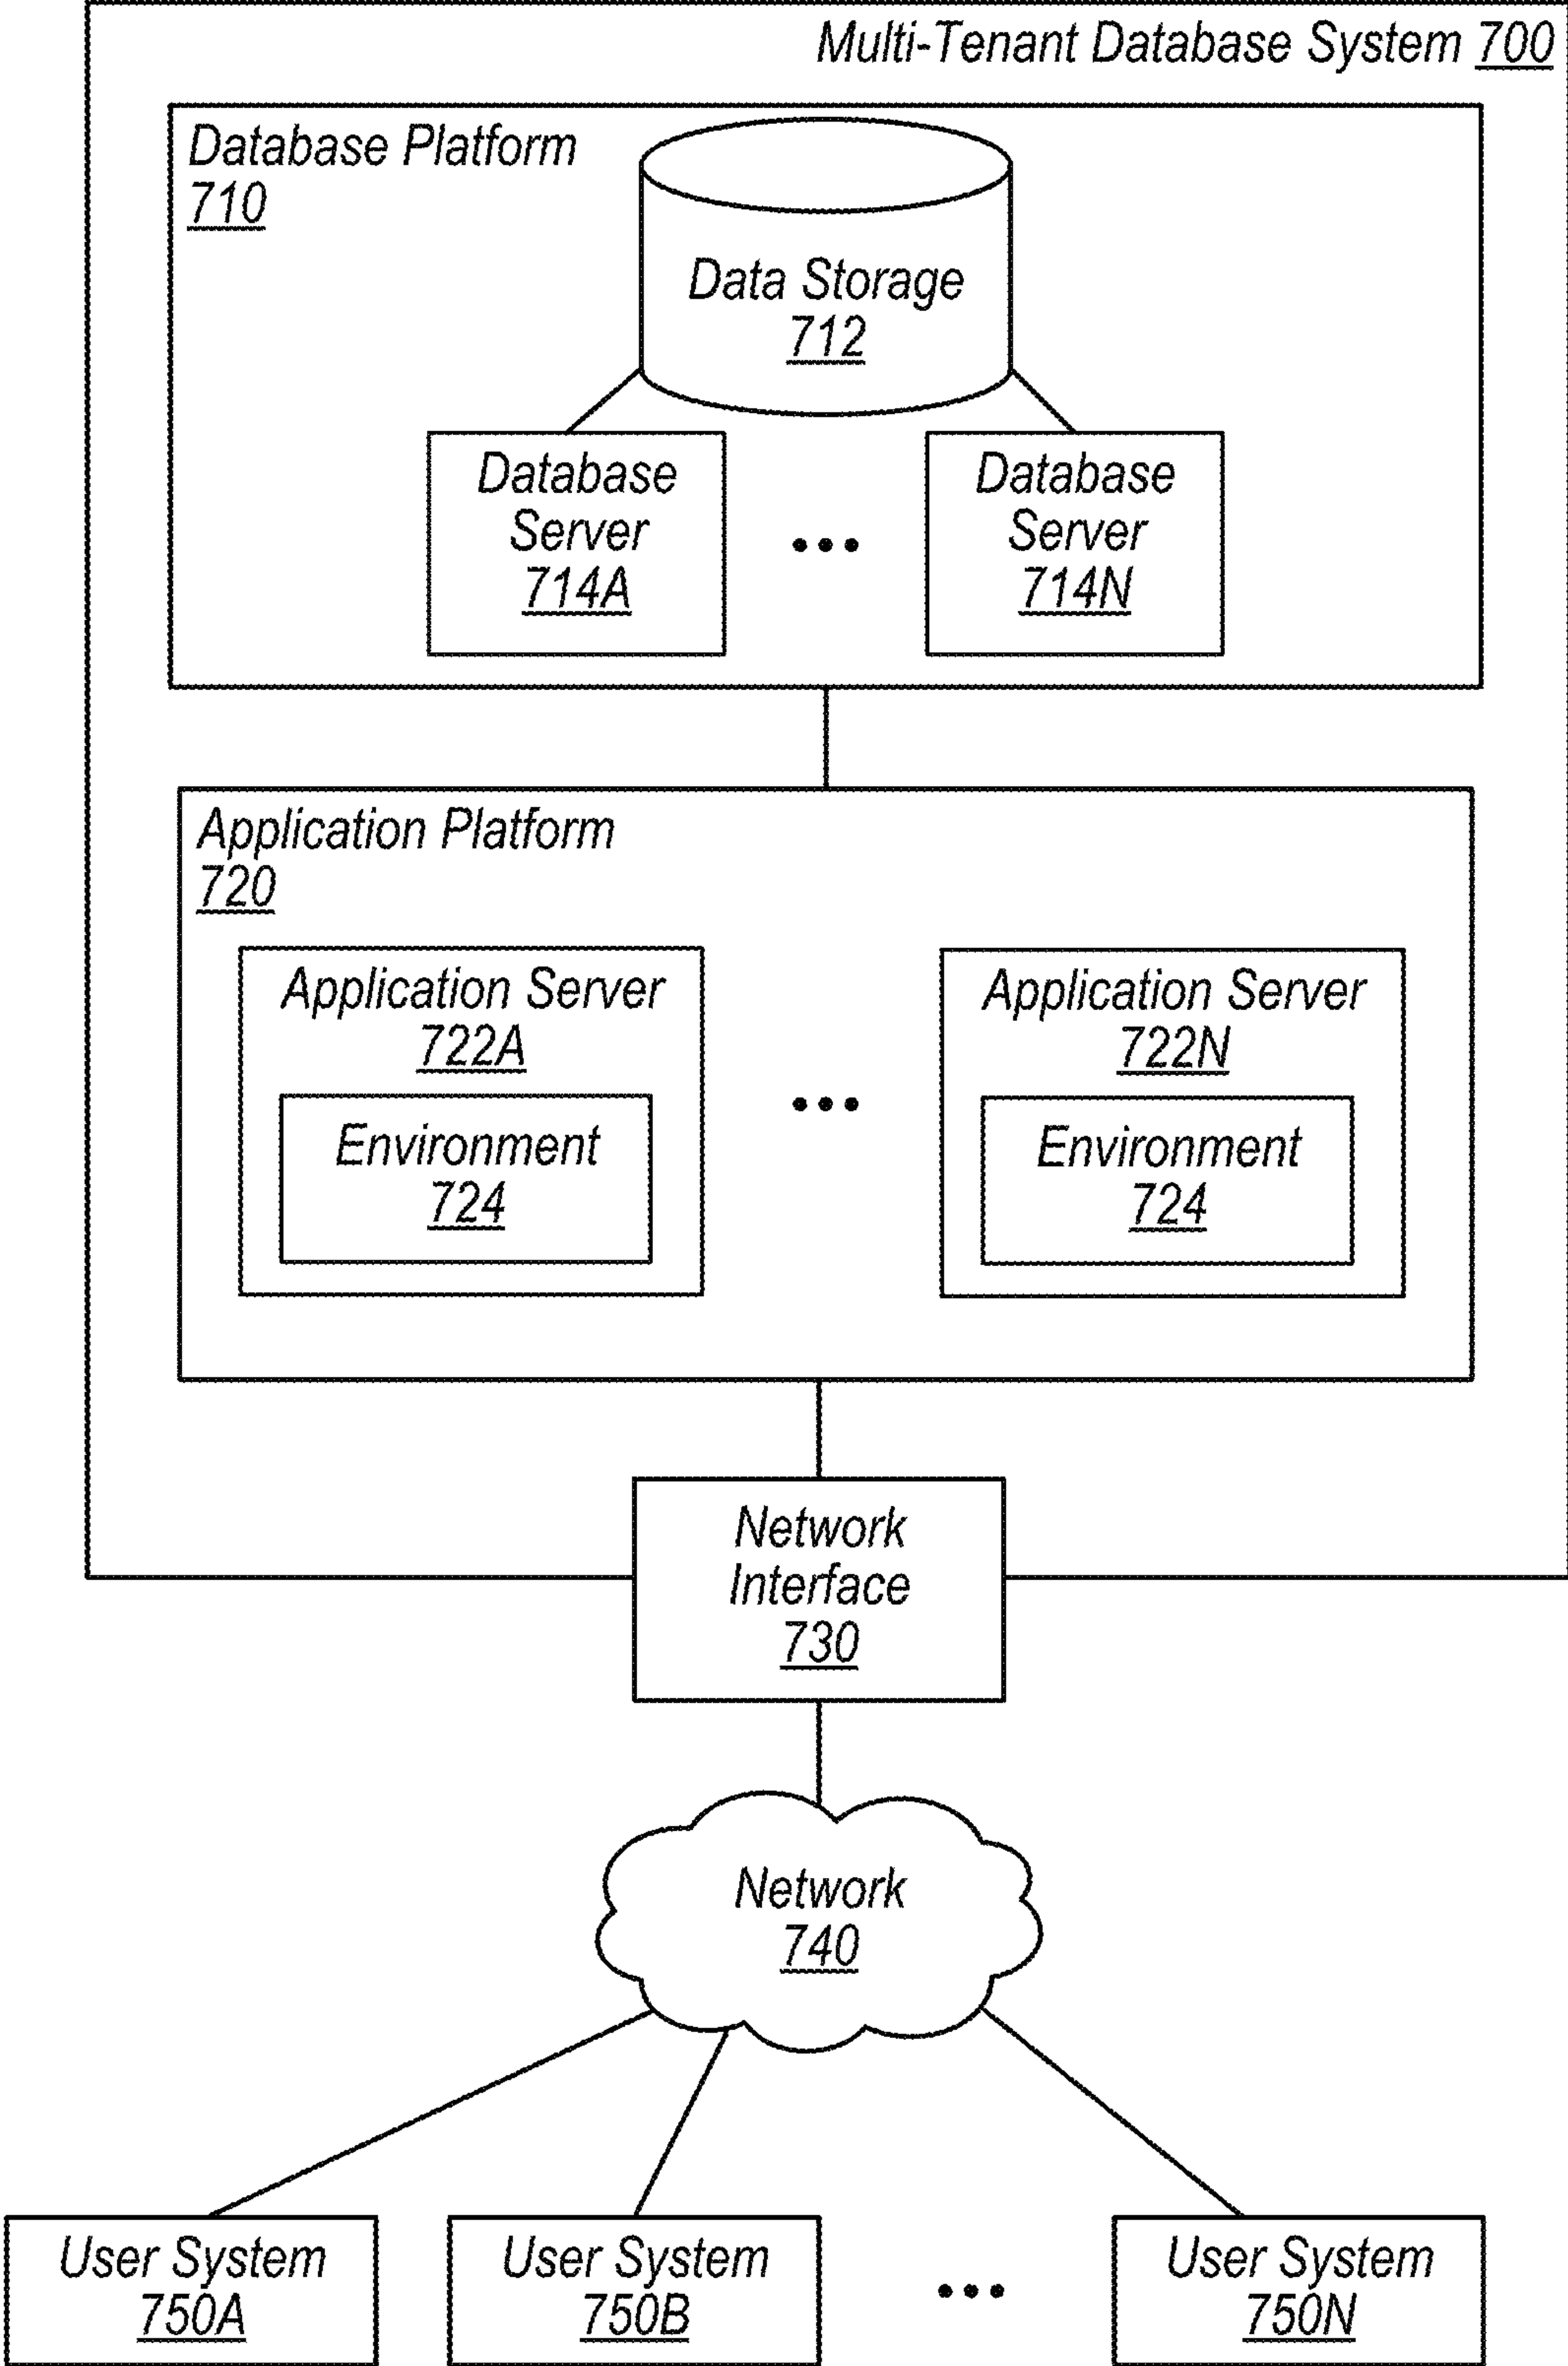 Multi-Tenant Database System 700
Database Platform
710
Data Storage
712
Database
Server
714A
...
Database
Server
714N
Application Platform
720
Application Server
722A
Environment
724
...
Application Server
722N
Environment
724
Network
Interface
730
Network
740
User System
750A
User System
750B
...
User System
750N